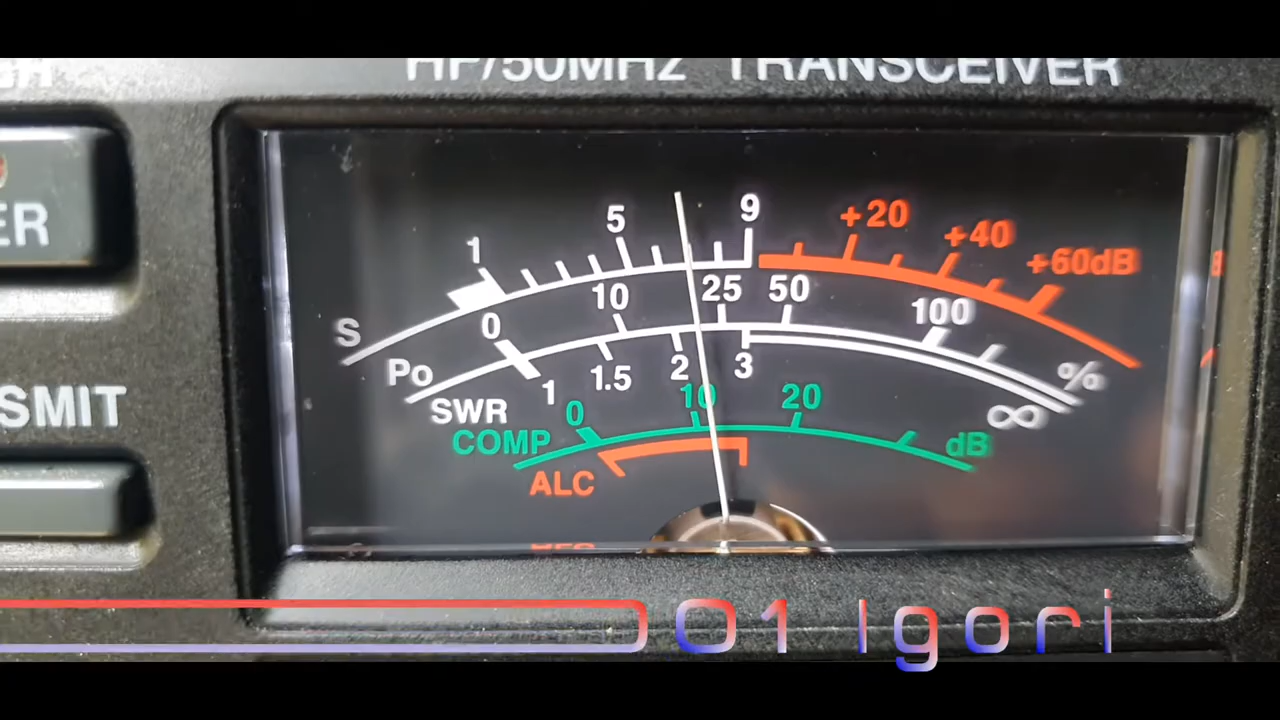 HF/50MHz TRANSCEIVER
ER
SMIT
1 5 9 +20 +40 +60dB
S
0 10 25 50 100 %
Po
1 1.5 2 3 ∞
SWR
0 10 20 dB
COMP
ALC
01 Igori